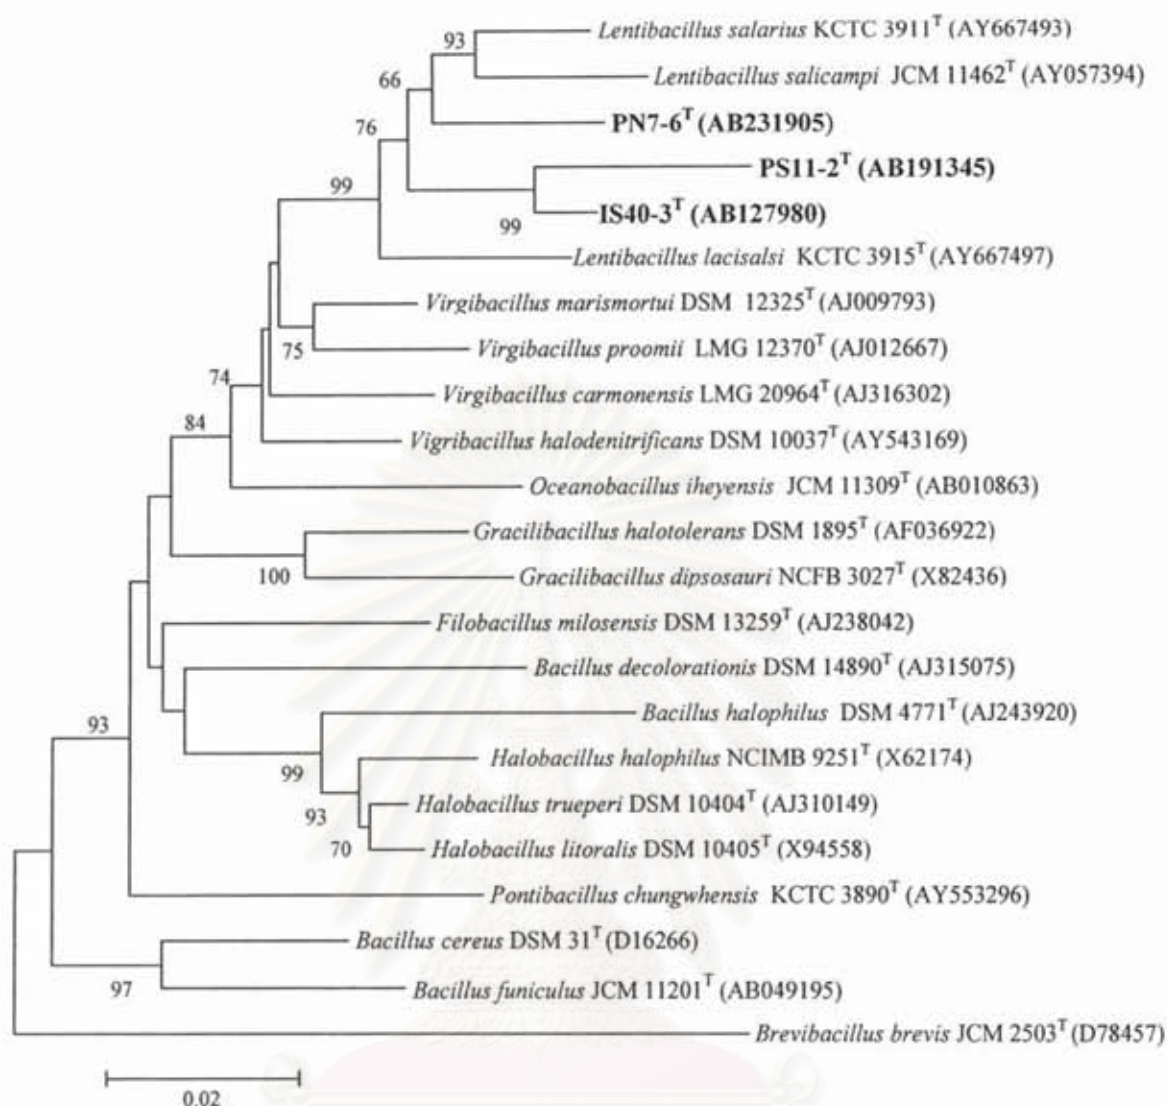 93 Lentibacillus salarius KCTC 3911T (AY667493)
66 Lentibacillus salicampi JCM 11462T (AY057394)
76 PN7-6T (AB231905)
PS11-2T (AB191345)
99 IS40-3T (AB127980)
99
Lentibacillus lacisalsi KCTC 3915T (AY667497)
Virgibacillus marismortui DSM 12325T (AJ009793)
75 Virgibacillus proomii LMG 12370T (AJ012667)
74 Virgibacillus carmonensis LMG 20964T (AJ316302)
84 Vigribacillus halodenitrificans DSM 10037T (AY543169)
Oceanobacillus iheyensis JCM 11309T (AB010863)
Gracilibacillus halotolerans DSM 1895T (AF036922)
100 Gracilibacillus dipsosauri NCFB 3027T (X82436)
Filobacillus milosensis DSM 13259T (AJ238042)
Bacillus decolorationis DSM 14890T (AJ315075)
93 Bacillus halophilus DSM 4771T (AJ243920)
99 Halobacillus halophilus NCIMB 9251T (X62174)
93 Halobacillus trueperi DSM 10404T (AJ310149)
70 Halobacillus litoralis DSM 10405T (X94558)
Pontibacillus chungwhensis KCTC 3890T (AY553296)
Bacillus cereus DSM 31T (D16266)
97 Bacillus funiculus JCM 11201T (AB049195)
Brevibacillus brevis JCM 2503T (D78457)
0.02